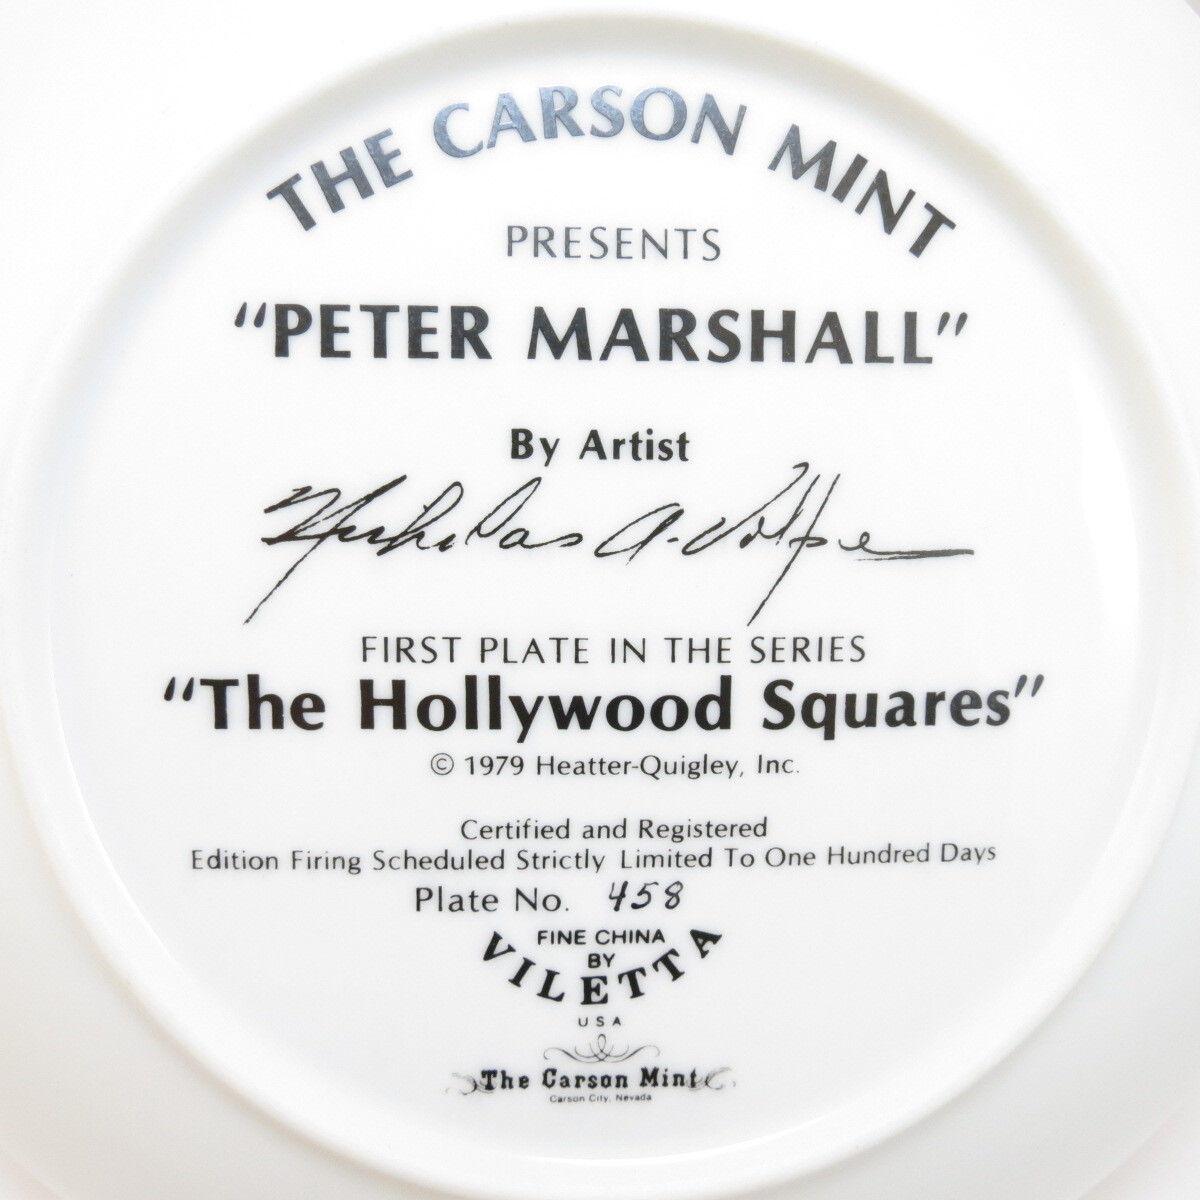 THE CARSON MINT
PRESENTS
"PETER MARSHALL"
By Artist
Nicholas A. Volpe
FIRST PLATE IN THE SERIES
"The Hollywood Squares"
© 1979 Heatter-Quigley, Inc.
Certified and Registered
Edition Firing Scheduled Strictly Limited To One Hundred Days
Plate No. 458
FINE CHINA
BY
VILETTA
USA
The Carson Mint
Carson City, Nevada